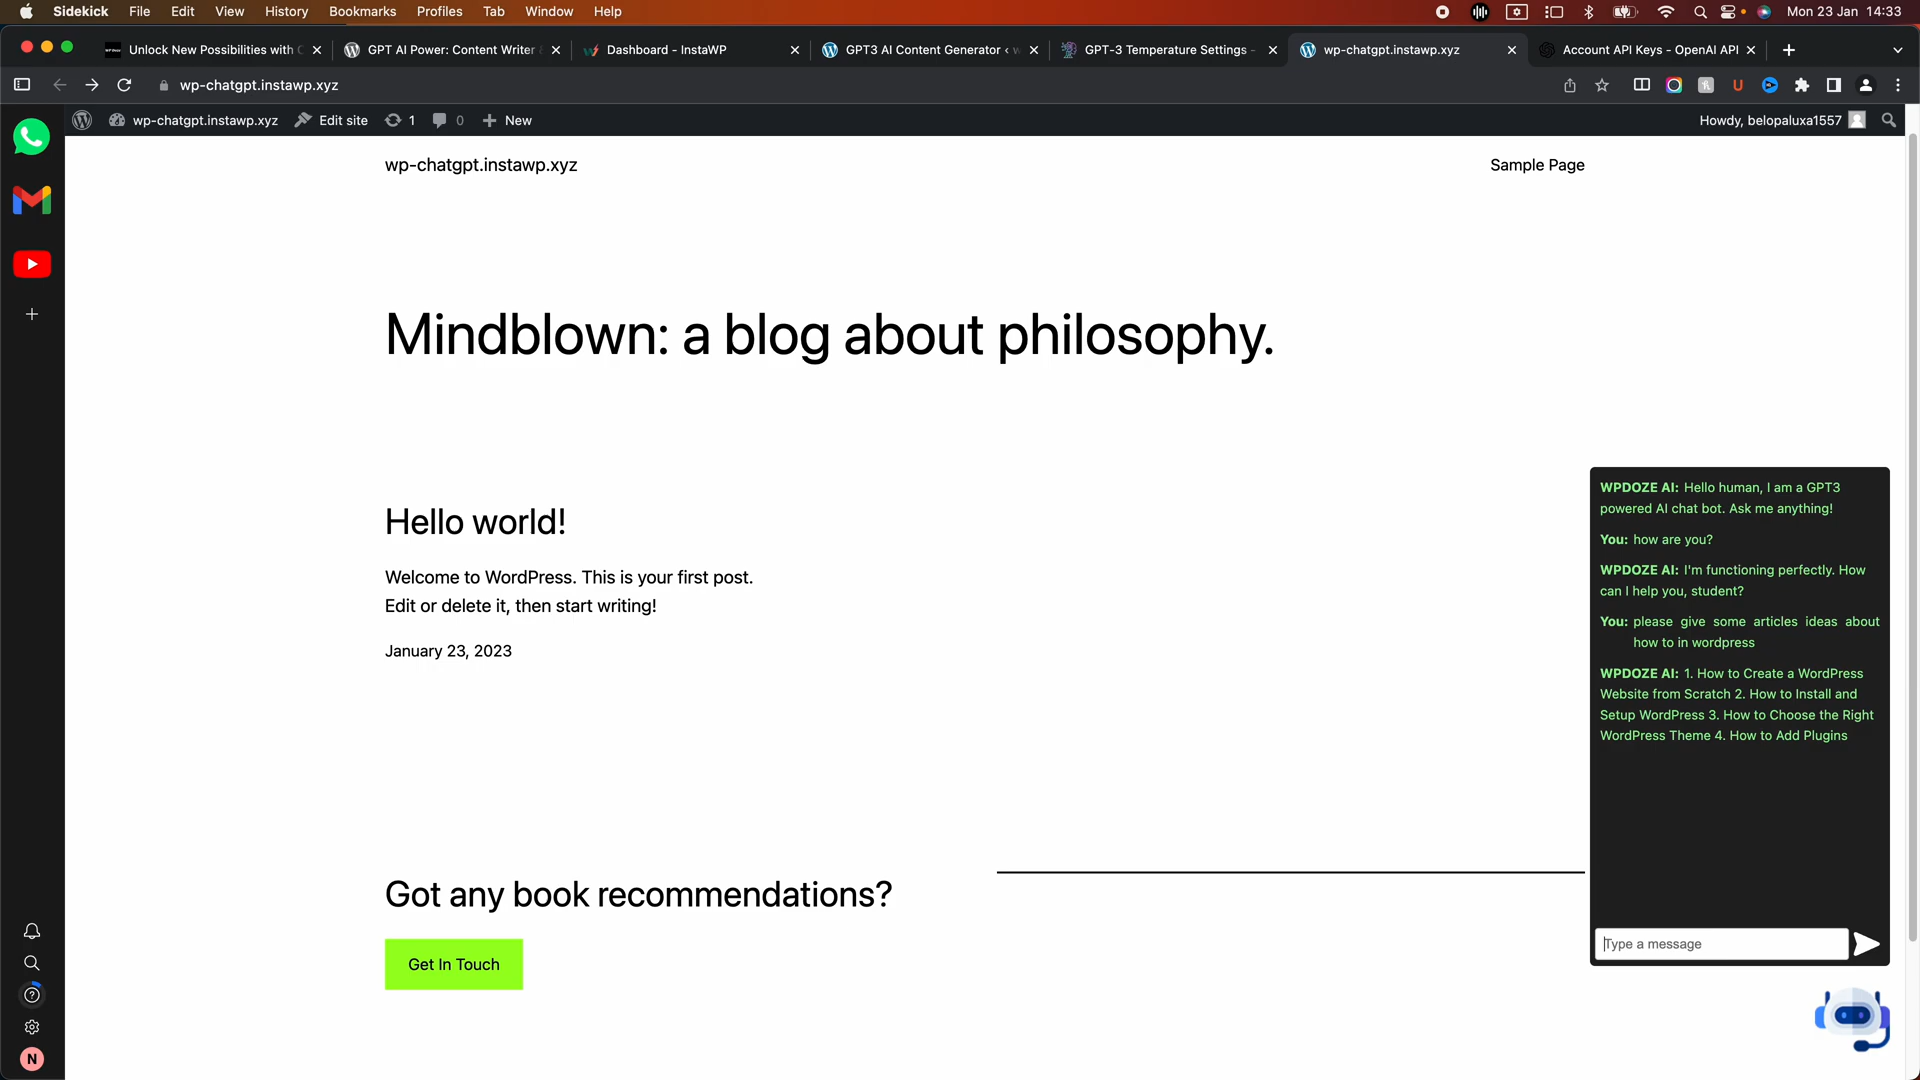 Sidekick File Edit View History Bookmarks Profiles Tab Window Help Mon 23 Jan 14:33
Unlock New Possibilities with GPT AI Power: Content Writer Dashboard - InstaWP GPT3 AI Content Generator ‹ GPT-3 Temperature Settings - wp-chatgpt.instawp.xyz Account API Keys - OpenAI API
wp-chatgpt.instawp.xyz
wp-chatgpt.instawp.xyz Edit site 1 0 New Howdy, belopaluxa1557
wp-chatgpt.instawp.xyz Sample Page
Mindblown: a blog about philosophy.
Hello world!
Welcome to WordPress. This is your first post.
Edit or delete it, then start writing!
January 23, 2023
Got any book recommendations?
Get In Touch
WPDOZE AI: Hello human, I am a GPT3
powered AI chat bot. Ask me anything!
You: how are you?
WPDOZE AI: I'm functioning perfectly. How
can I help you, student?
You: please give some articles ideas about
how to in wordpress
WPDOZE AI: 1. How to Create a WordPress
Website from Scratch 2. How to Install and
Setup WordPress 3. How to Choose the Right
WordPress Theme 4. How to Add Plugins
Type a message
N